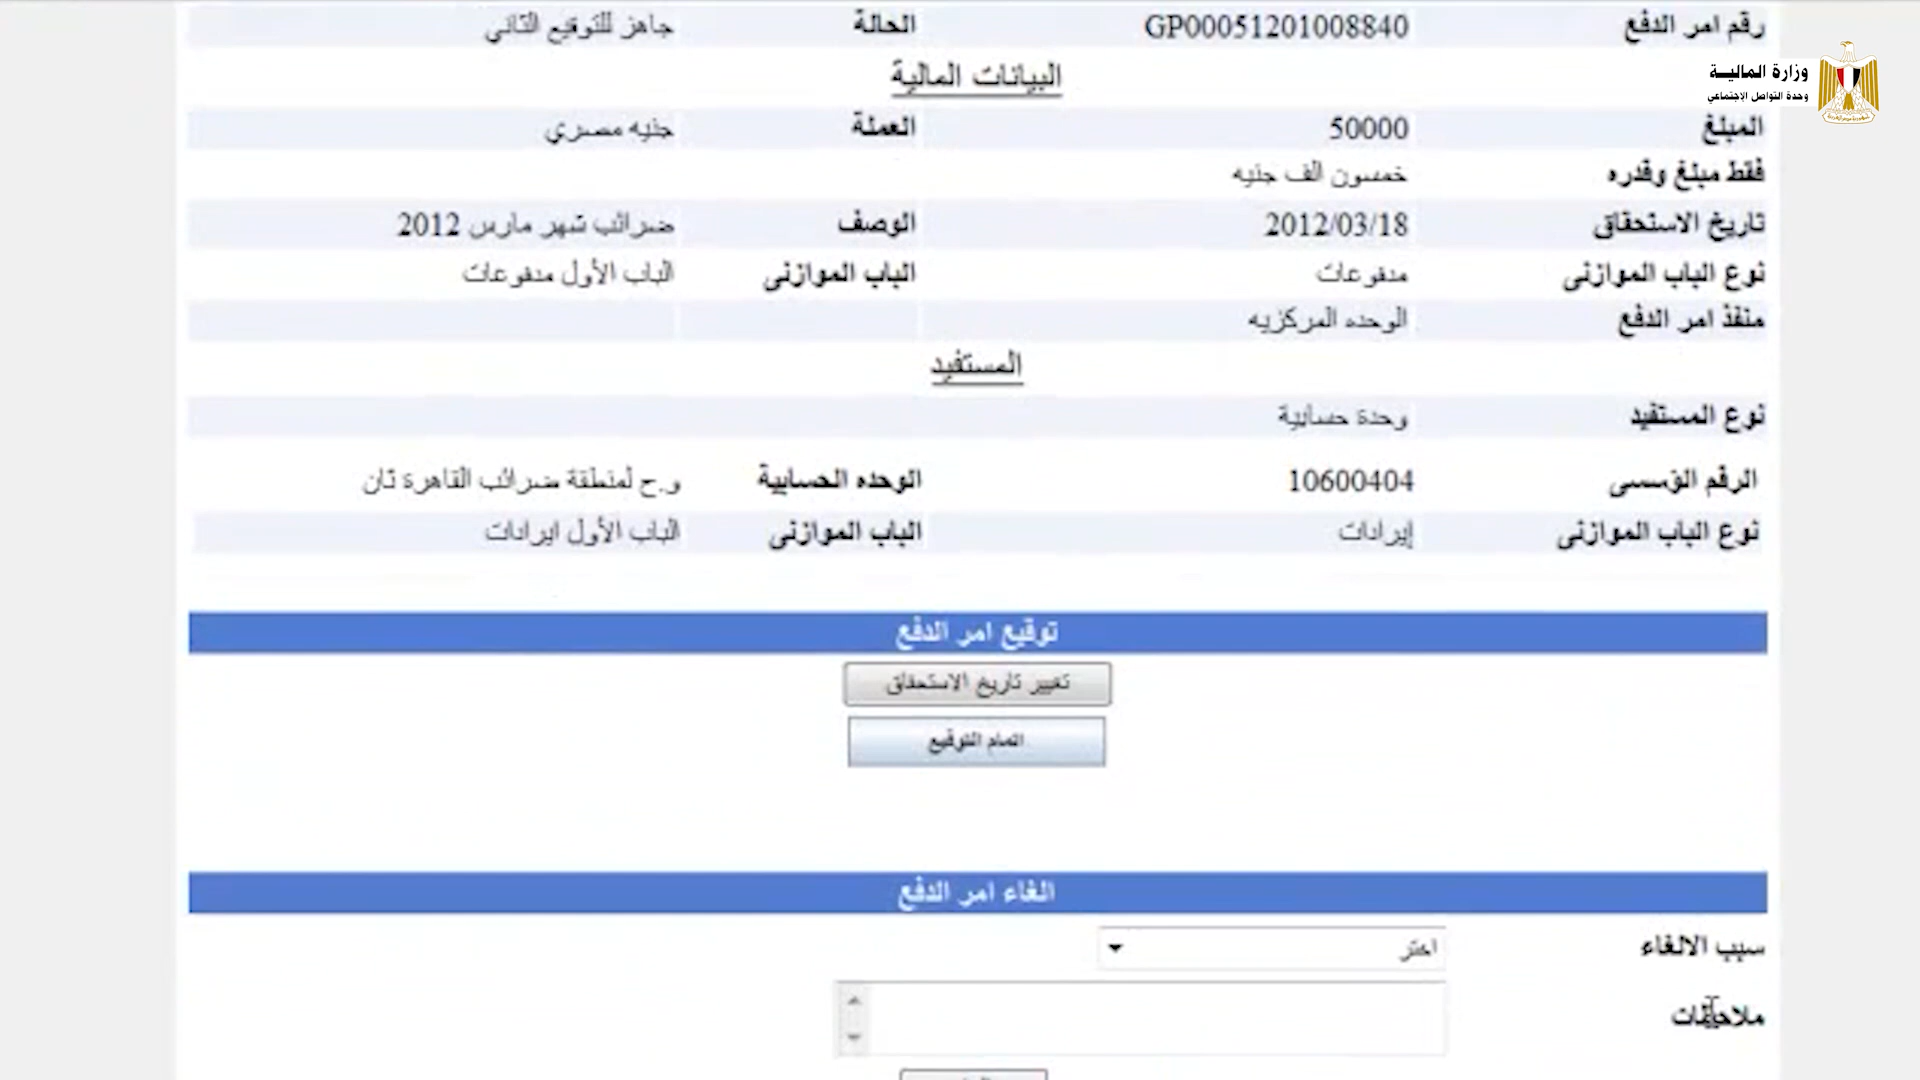 رقم امر الدفع GP00051201008840 الحالة جاهز للتوقيع الثاني
وزارة المالية
وحدة التواصل الإجتماعي
البيانات المالية
المبلغ 50000 العملة جنيه مصري
فقط مبلغ وقدره خمسون الف جنيه
تاريخ الاستحقاق 2012/03/18 الوصف ضرائب شهر مارس 2012
نوع الباب الموازنى مدفوعات الباب الموازنى الباب الأول مدفوعات
منفذ امر الدفع الوحده المركزيه
المستفيد
نوع المستفيد وحدة حسابية
الرقم المؤسسى 10600404 الوحده الحسابية و.ح لمنطقة ضرائب القاهرة ثان
نوع الباب الموازنى إيرادات الباب الموازنى الباب الأول ايرادات
توقيع امر الدفع
تغيير تاريخ الاستحقاق
اتمام التوقيع
الغاء امر الدفع
سبب الالغاء اختر
ملاحظات